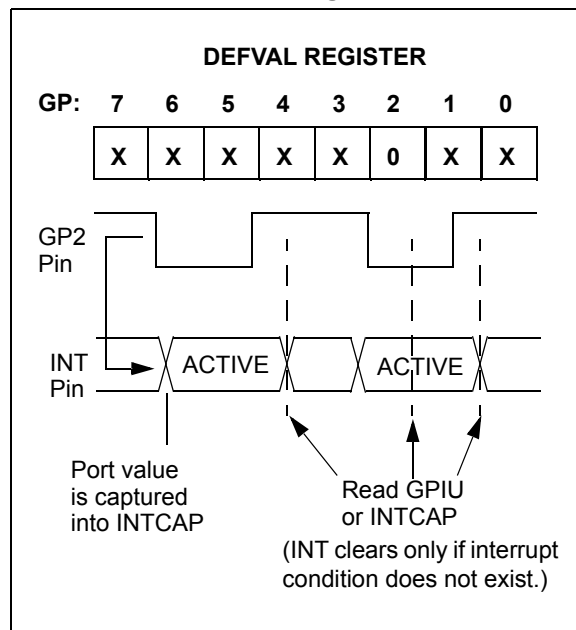 DEFVAL REGISTER
GP: 7 6 5 4 3 2 1 0
X X X X X 0 X X
GP2
Pin
INT
Pin
ACTIVE
ACTIVE
Port value
is captured
into INTCAP
Read GPIU
or INTCAP
(INT clears only if interrupt
condition does not exist.)